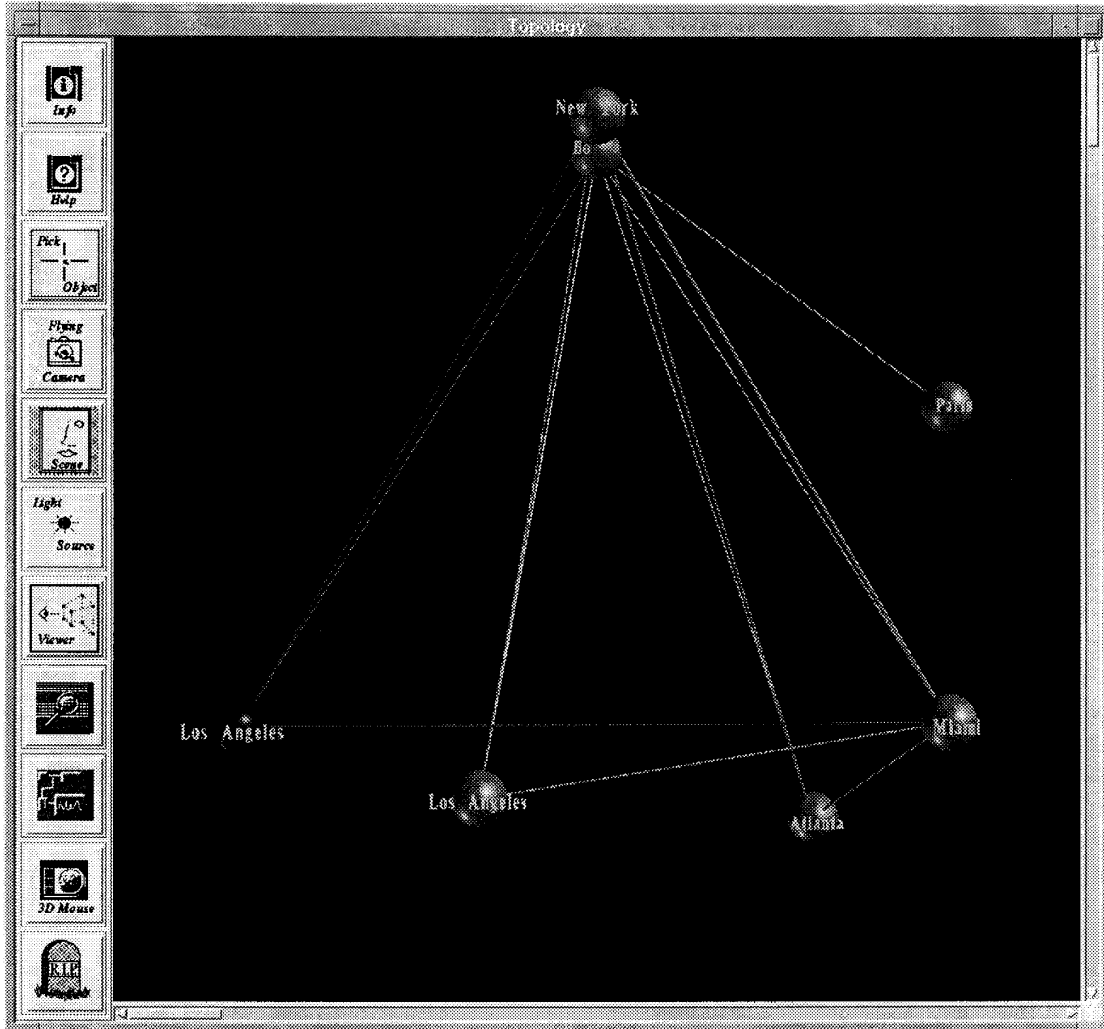 Topology
Info
Help
Pick
Object
Flying
Camera
Scene
Light
Source
Viewer
3D Mouse
R.I.P.
New York
Bo
Paris
Los Angeles
Miami
Los Angeles
Atlanta